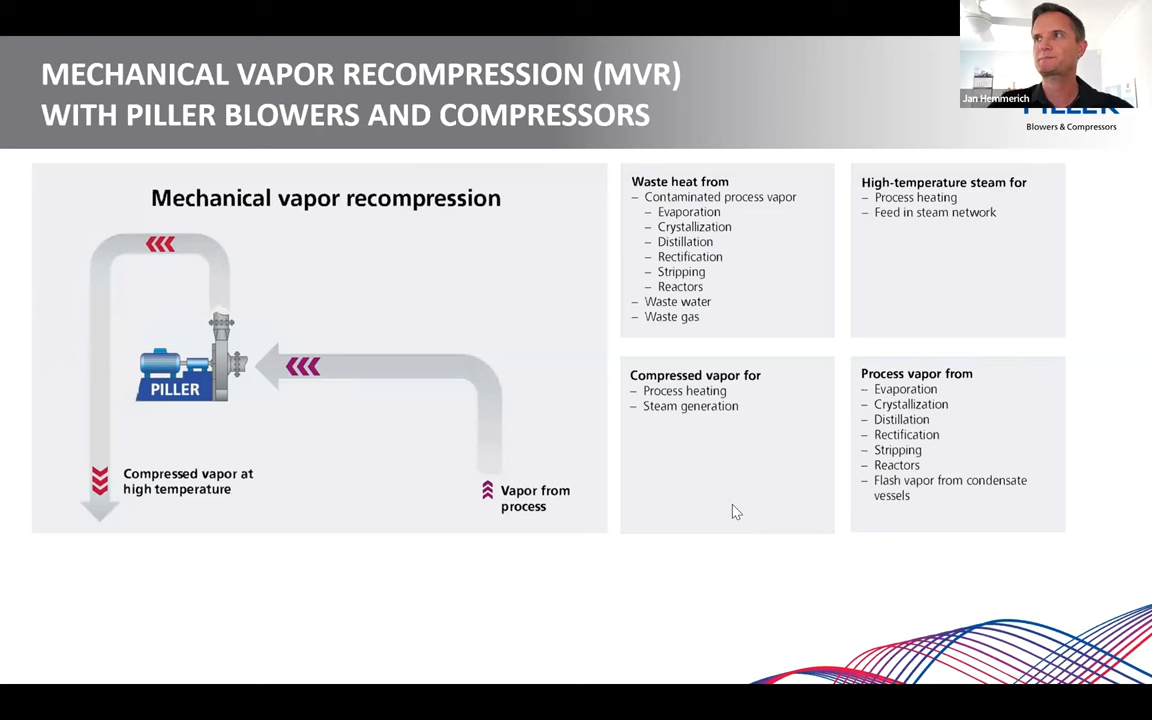 MECHANICAL VAPOR RECOMPRESSION (MVR)
WITH PILLER BLOWERS AND COMPRESSORS
Jan Hemmerich
Blowers & Compressors
Mechanical vapor recompression
PILLER
Compressed vapor at
high temperature
Vapor from
process
Waste heat from
– Contaminated process vapor
– Evaporation
– Crystallization
– Distillation
– Rectification
– Stripping
– Reactors
– Waste water
– Waste gas
High-temperature steam for
– Process heating
– Feed in steam network
Compressed vapor for
– Process heating
– Steam generation
Process vapor from
– Evaporation
– Crystallization
– Distillation
– Rectification
– Stripping
– Reactors
– Flash vapor from condensate
vessels